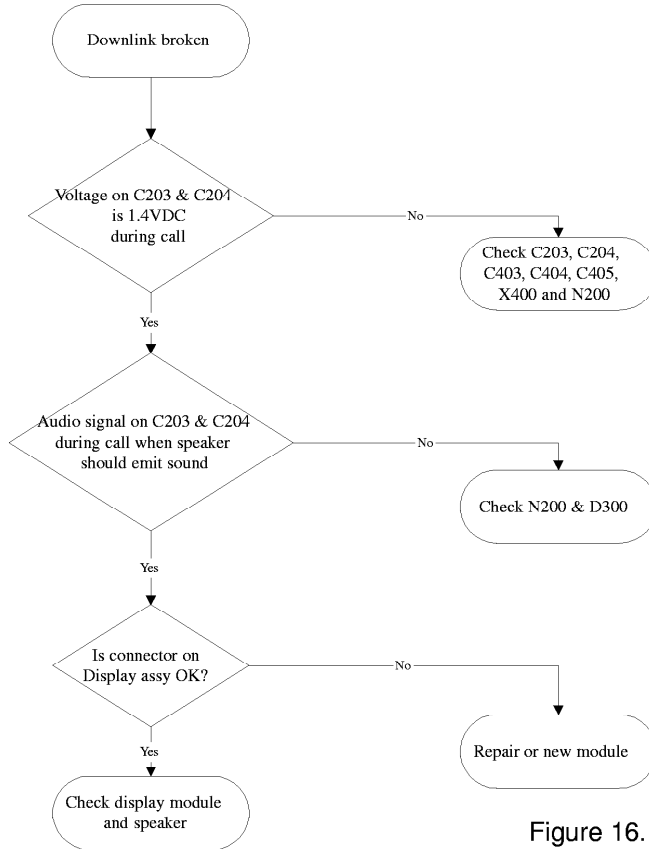 Downlink broken
Voltage on C203 & C204
is 1.4VDC
during call
No
Check C203, C204,
C403, C404, C405,
X400 and N200
Yes
Audio signal on C203 & C204
during call when speaker
should emit sound
No
Check N200 & D300
Yes
Is connector on
Display assy OK?
No
Repair or new module
Yes
Check display module
and speaker
Figure 16.